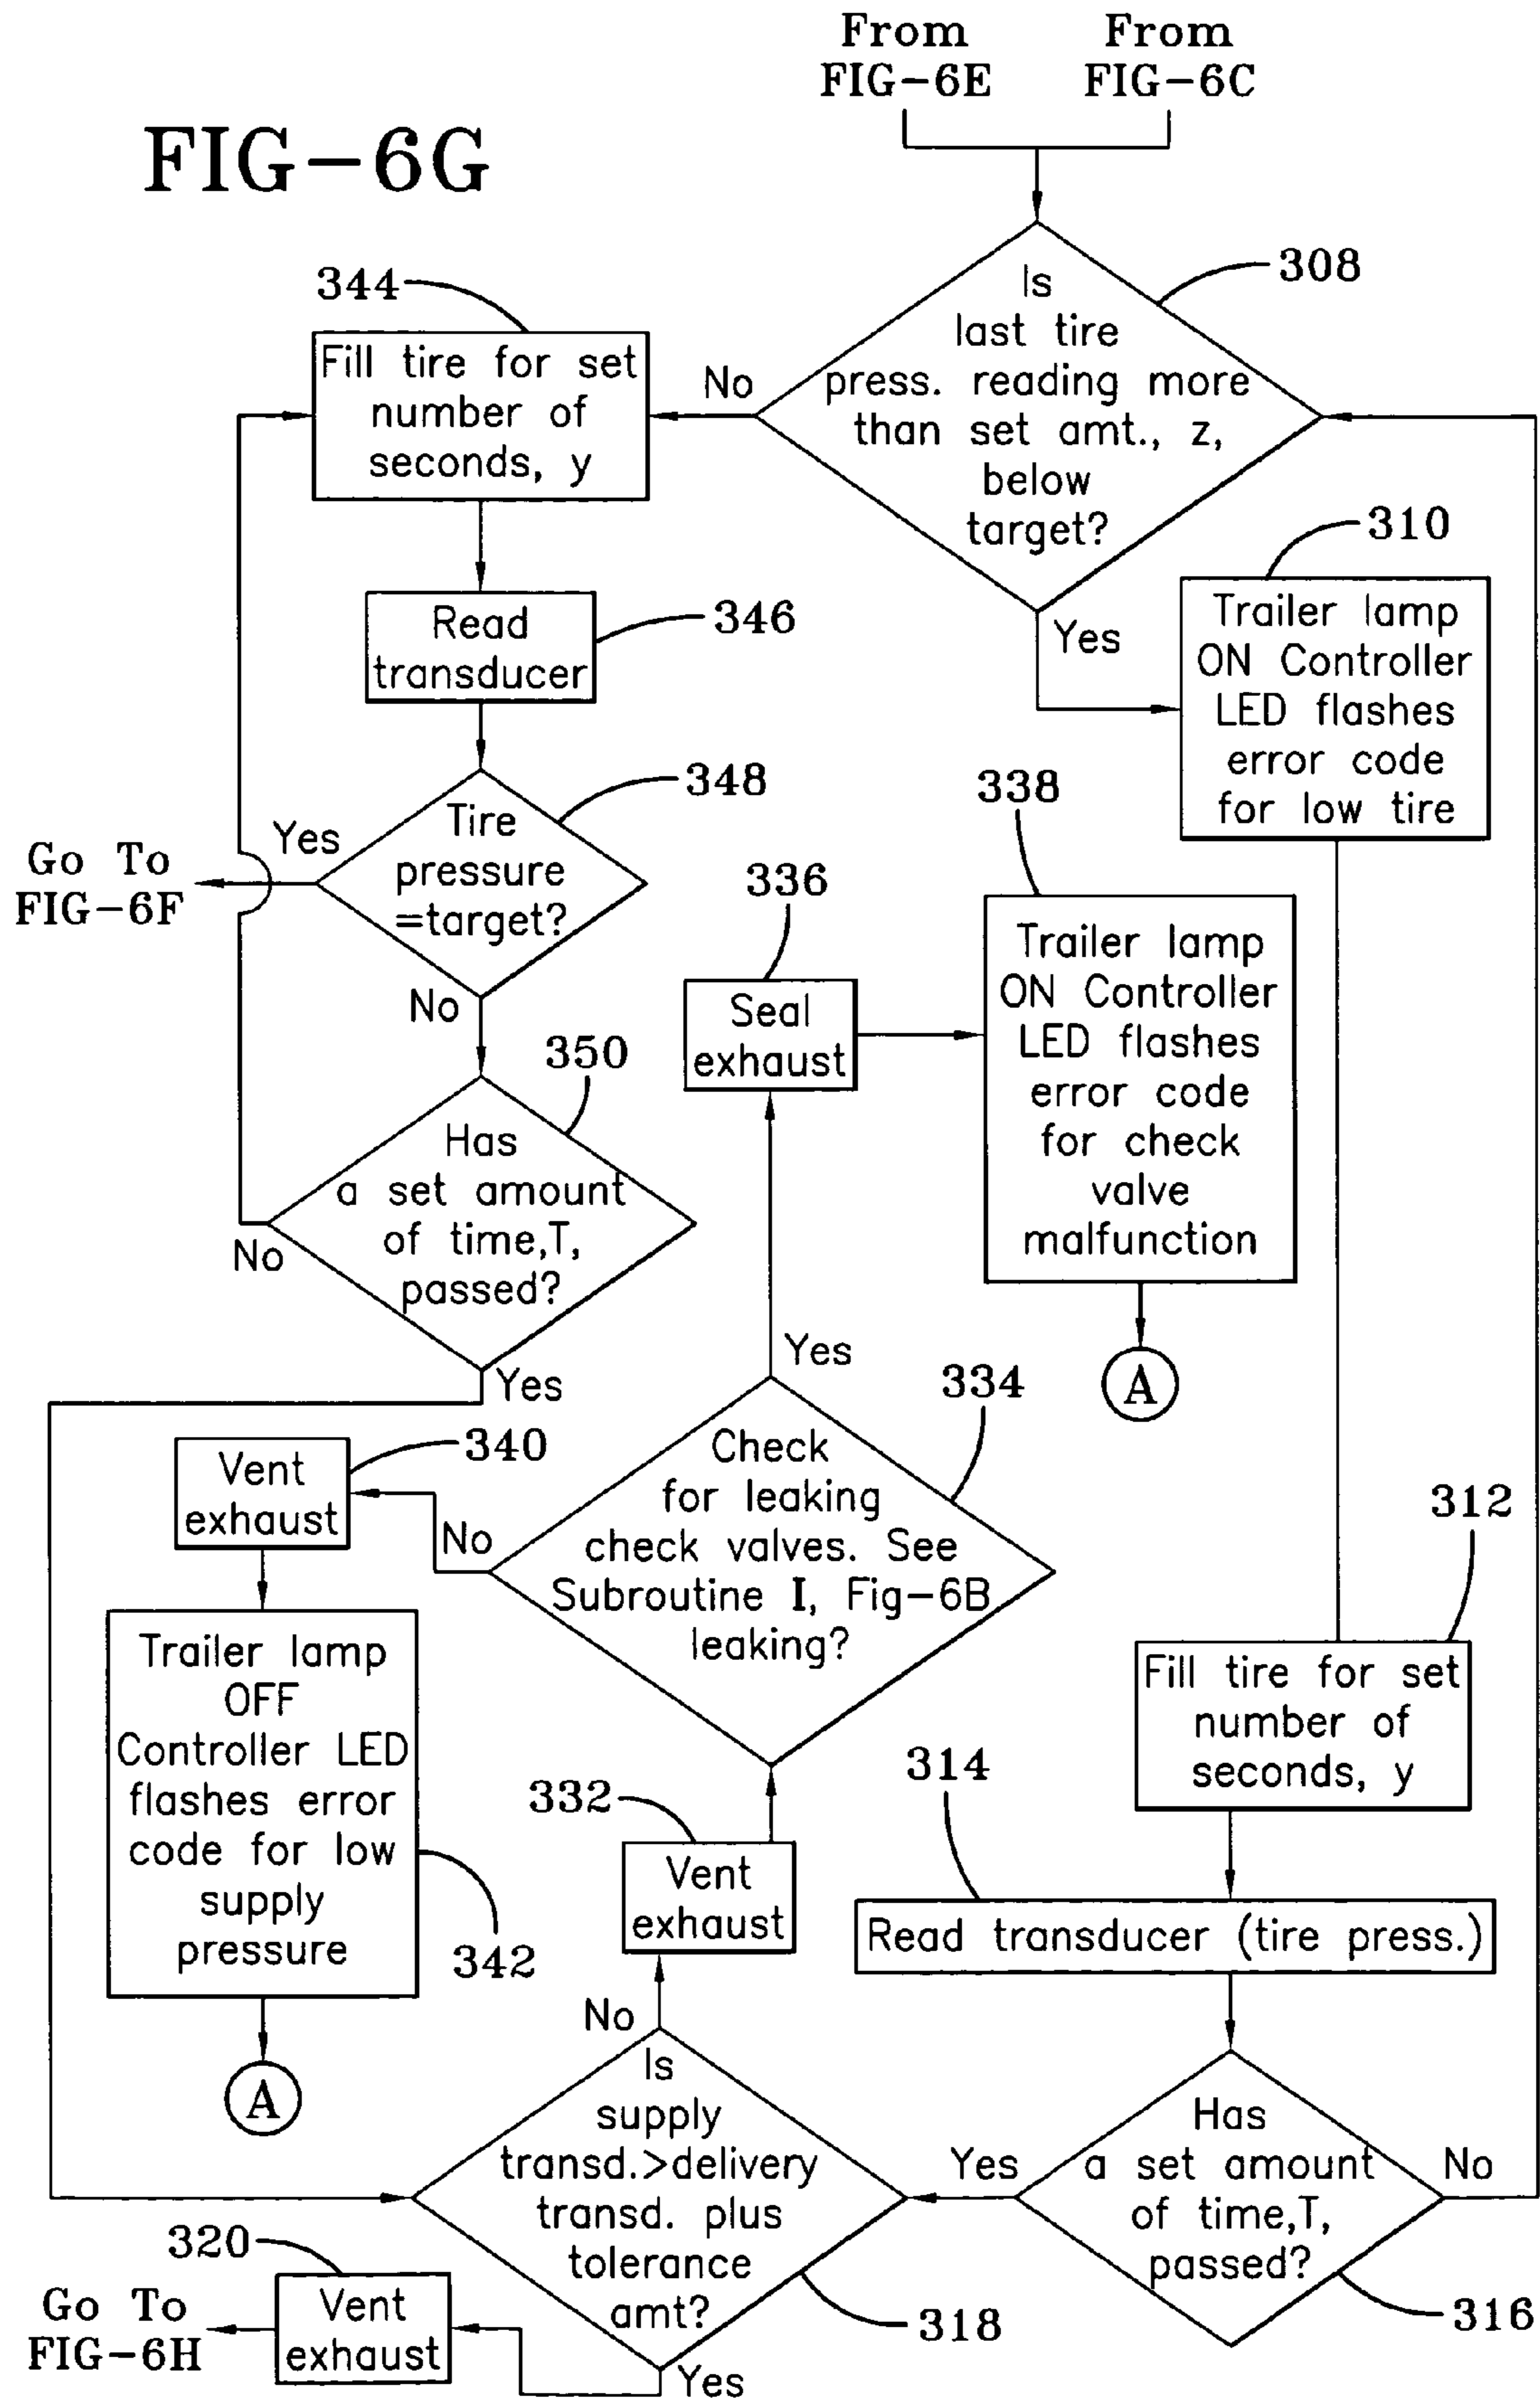 From
FIG-6E
From
FIG-6C
FIG-6G
308
Is
last tire
press. reading more
than set amt., z,
below
target?
No
Yes
344
Fill tire for set
number of
seconds, y
346
Read
transducer
348
Tire
pressure
=target?
Yes
Go To
FIG-6F
No
350
Has
a set amount
of time,T,
passed?
No
Yes
310
Trailer lamp
ON Controller
LED flashes
error code
for low tire
338
Trailer lamp
ON Controller
LED flashes
error code
for check
valve
malfunction
A
336
Seal
exhaust
Yes
334
Check
for leaking
check valves. See
Subroutine I, Fig-6B
leaking?
No
340
Vent
exhaust
Trailer lamp
OFF
Controller LED
flashes error
code for low
supply
pressure
342
A
332
Vent
exhaust
No
312
Fill tire for set
number of
seconds, y
314
Read transducer (tire press.)
Has
a set amount
of time,T,
passed?
316
No
Yes
Is
supply
transd.>delivery
transd. plus
tolerance
amt?
318
Yes
320
Vent
exhaust
Go To
FIG-6H